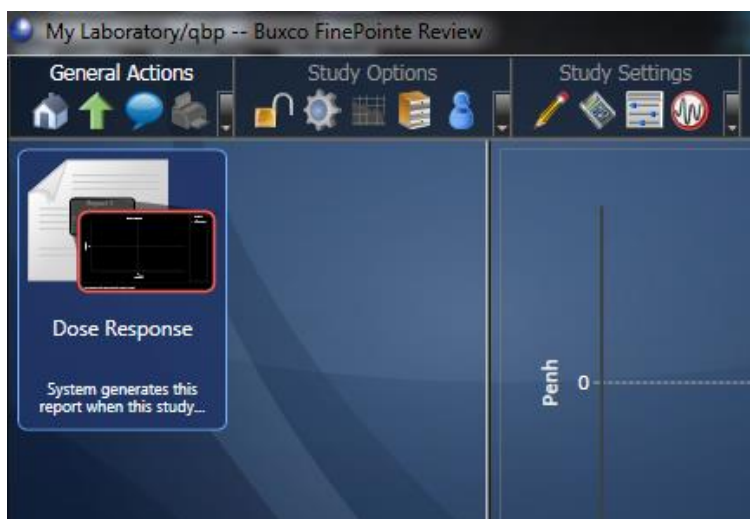 My Laboratory/qbp -- Buxco FinePointe Review
General Actions
Study Options
Study Settings
Dose Response
System generates this
report when this study...
Penh
0